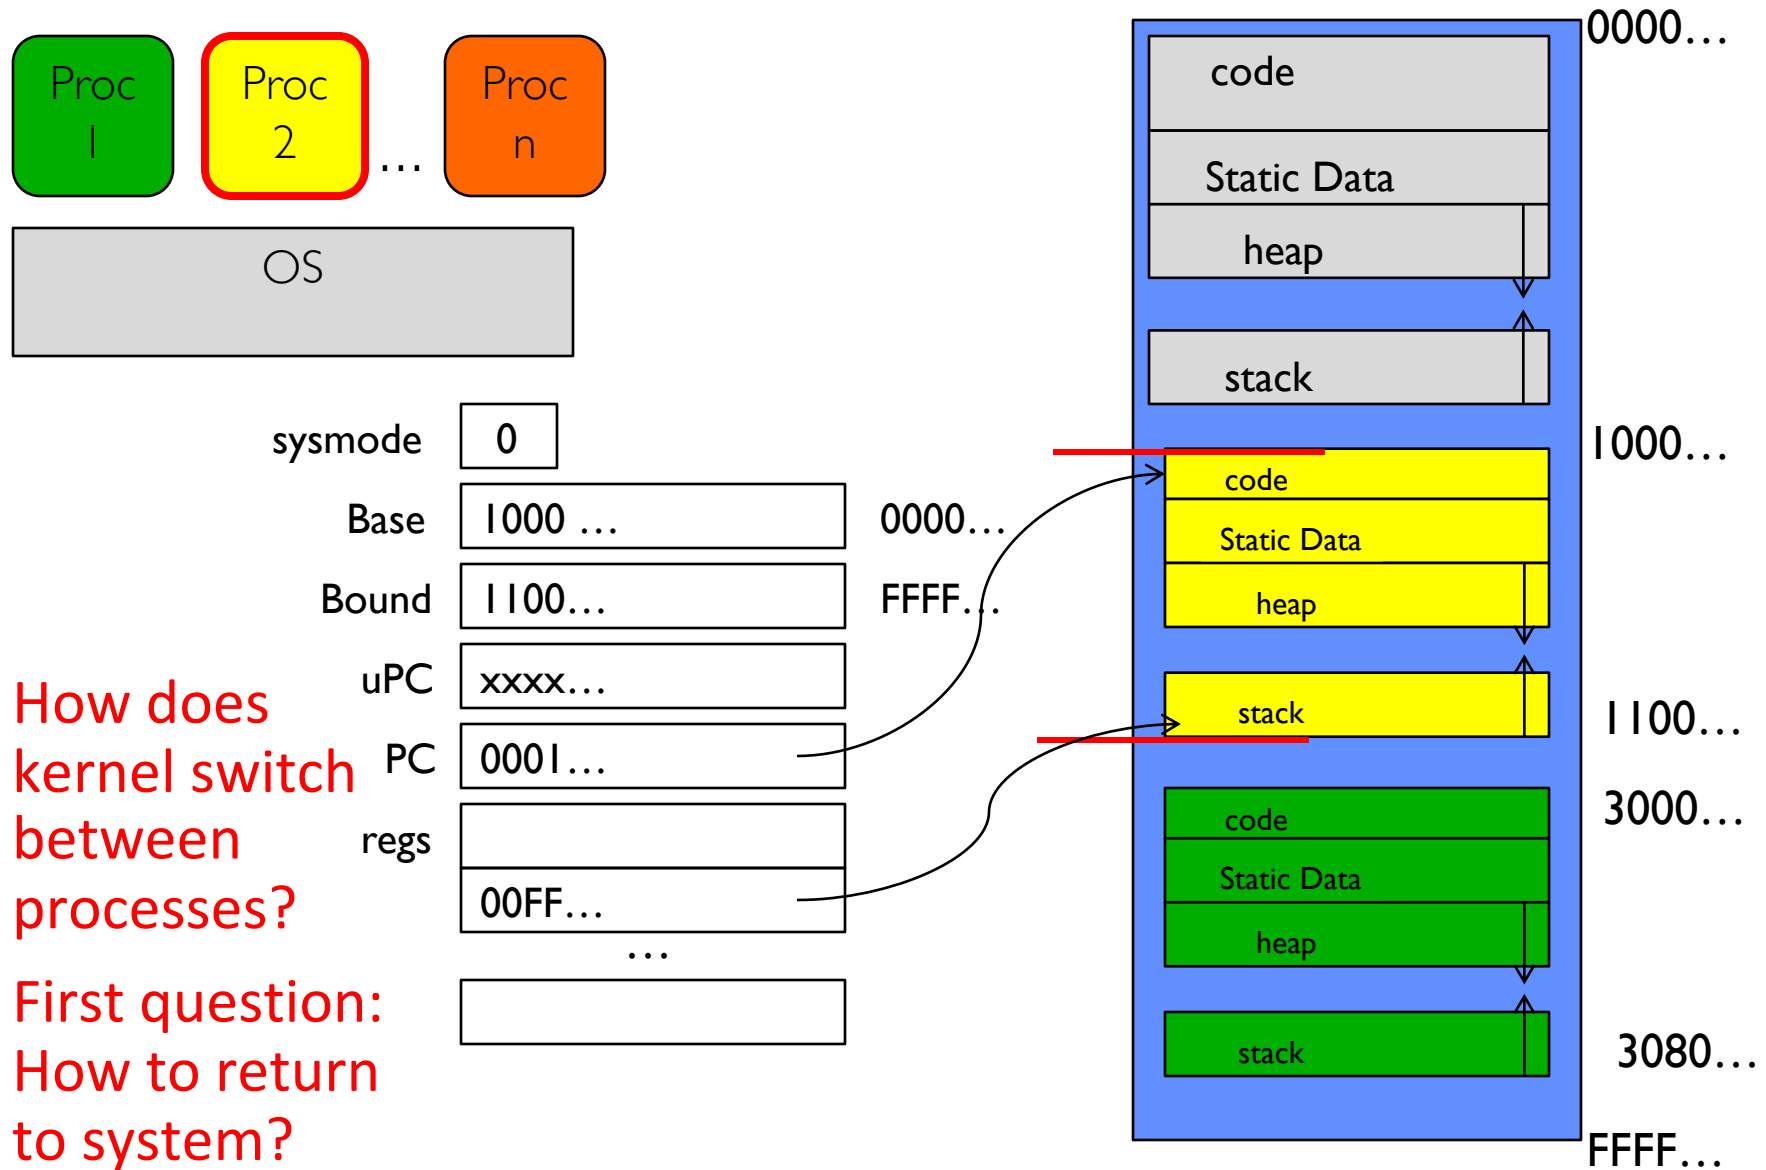 Proc
1
Proc
2
…
Proc
n
OS
sysmode 0
Base 1000 … 0000…
Bound 1100… FFFF…
uPC xxxx…
PC 0001…
regs
00FF…
…
How does
kernel switch
between
processes?
First question:
How to return
to system?
0000…
code
Static Data
heap
stack
1000…
code
Static Data
heap
stack
1100…
3000…
code
Static Data
heap
stack
3080…
FFFF…